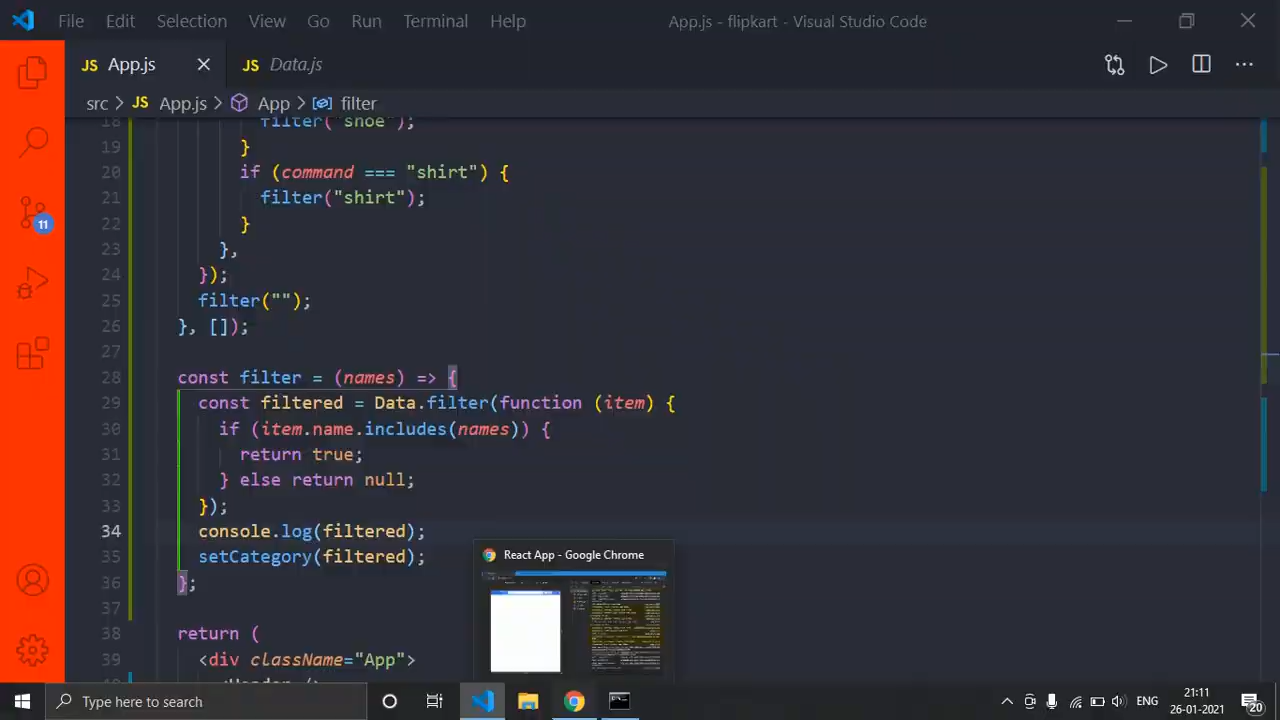 File Edit Selection View Go Run Terminal Help App.js - flipkart - Visual Studio Code
JS App.js JS Data.js
src > JS App.js > App > filter
18 filter("shoe");
19 }
20 if (command === "shirt") {
21 filter("shirt");
22 }
23 },
24 });
25 filter("");
26 }, []);
27
28 const filter = (names) => {
29 const filtered = Data.filter(function (item) {
30 if (item.name.includes(names)) {
31 return true;
32 } else return null;
33 });
34 console.log(filtered);
35 setCategory(filtered);
36 };
37
38 return (
39 <div className="App">
<Header />
11
React App - Google Chrome
Type here to search
ENG
21:11
26-01-2021
20